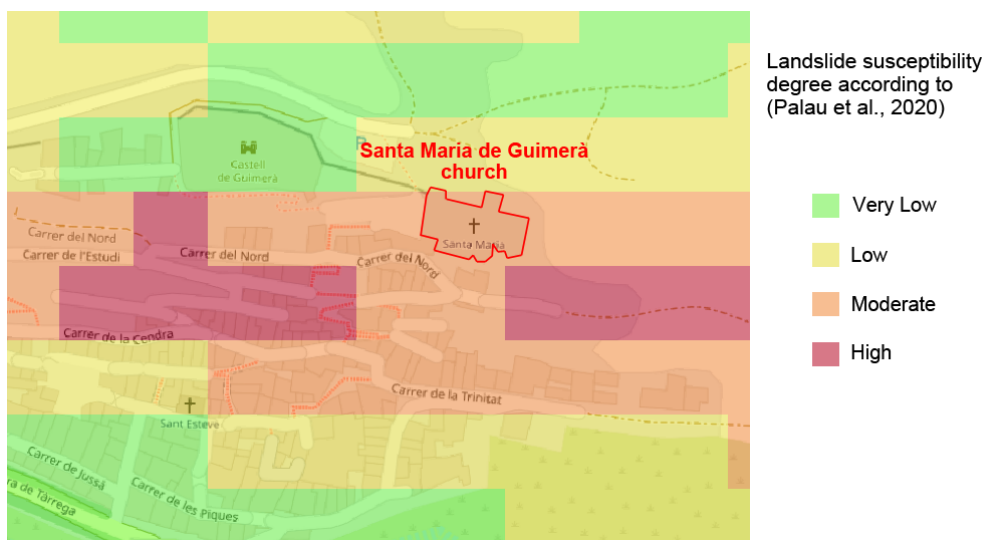 Landslide susceptibility
degree according to
(Palau et al., 2020)
Santa Maria de Guimerà
church
Castell
de Guimerà
Santa Maria
Very Low
Low
Moderate
High
Carrer del Nord
Carrer de l'Estudi
Carrer del Nord
Carrer del Nord
Carrer de la Cendra
Carrer de la Trinitat
Sant Esteve
Carrer de Jussà
Carrer de les Piques
ra de Tàrrega